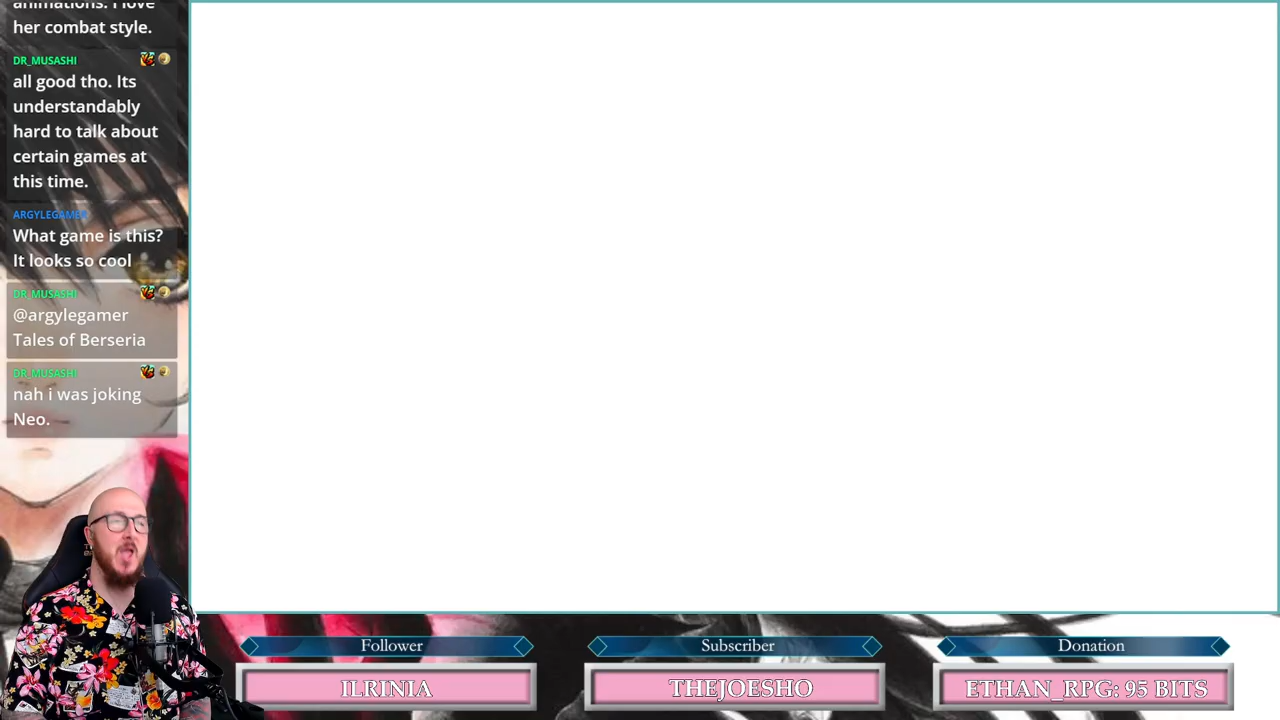 animations. I love
her combat style.
DR_MUSASHI
all good tho. Its
understandably
hard to talk about
certain games at
this time.
ARGYLEGAMER
What game is this?
It looks so cool
DR_MUSASHI
@argylegamer
Tales of Berseria
DR_MUSASHI
nah i was joking
Neo.
Follower
Subscriber
Donation
ILRINIA
THEJOESHO
ETHAN_RPG: 95 BITS